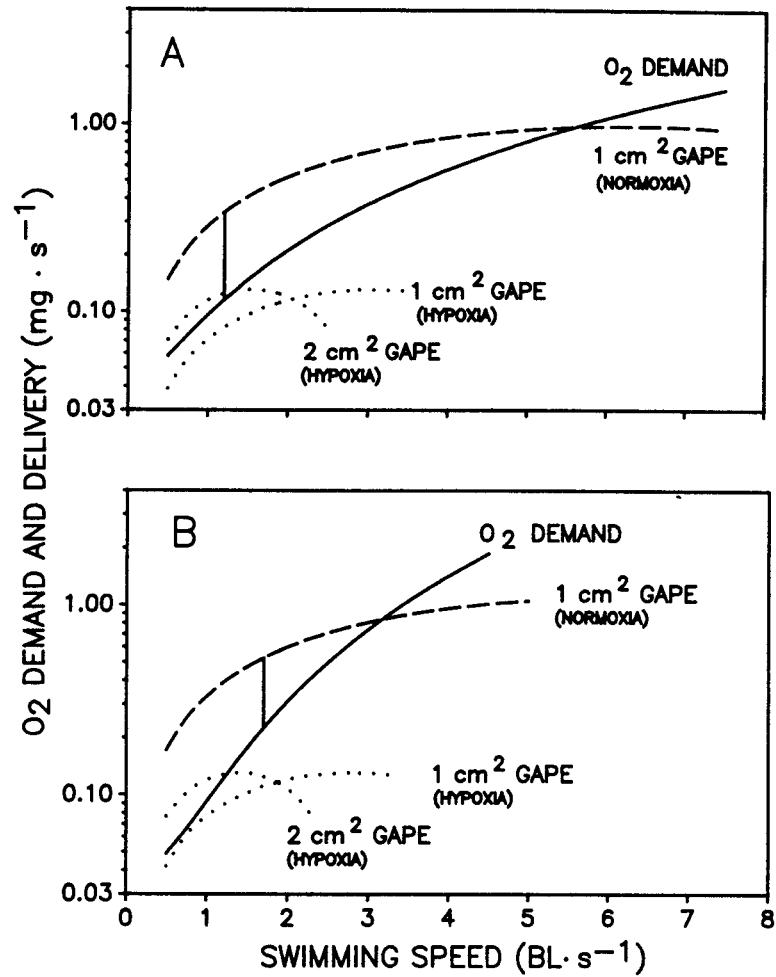 O2 DEMAND AND DELIVERY (mg · s−1)
A
O2 DEMAND
1 cm2 GAPE
(NORMOXIA)
1 cm2 GAPE
(HYPOXIA)
2 cm2 GAPE
(HYPOXIA)
1.00
0.10
0.03
B
O2 DEMAND
1 cm2 GAPE
(NORMOXIA)
1 cm2 GAPE
(HYPOXIA)
2 cm2 GAPE
(HYPOXIA)
1.00
0.10
0.03
0 1 2 3 4 5 6 7 8
SWIMMING SPEED (BL·s−1)